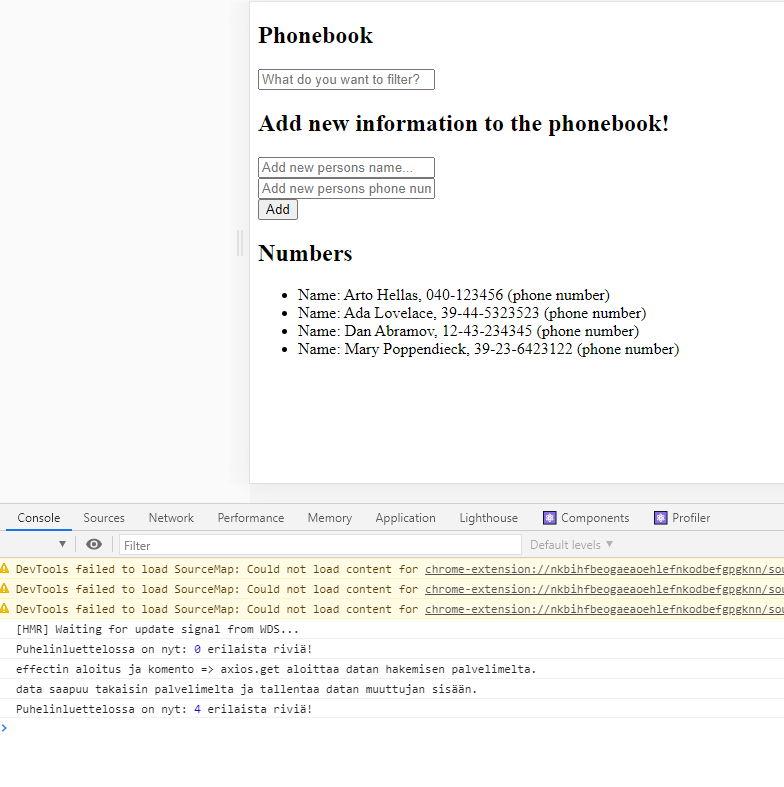 Phonebook
What do you want to filter?
Add new information to the phonebook!
Add new persons name...
Add new persons phone num
Add
Numbers
Name: Arto Hellas, 040-123456 (phone number)
Name: Ada Lovelace, 39-44-5323523 (phone number)
Name: Dan Abramov, 12-43-234345 (phone number)
Name: Mary Poppendieck, 39-23-6423122 (phone number)
Console Sources Network Performance Memory Application Lighthouse Components Profiler
Filter Default levels ▼
DevTools failed to load SourceMap: Could not load content for chrome-extension://nkbihfbeogaeaoehlefnkodbefgpgknn/sou
DevTools failed to load SourceMap: Could not load content for chrome-extension://nkbihfbeogaeaoehlefnkodbefgpgknn/sou
DevTools failed to load SourceMap: Could not load content for chrome-extension://nkbihfbeogaeaoehlefnkodbefgpgknn/sou
[HMR] Waiting for update signal from WDS...
Puhelinluettelossa on nyt: 0 erilaista riviä!
effectin aloitus ja komento => axios.get aloittaa datan hakemisen palvelimelta.
data saapuu takaisin palvelimelta ja tallentaa datan muuttujan sisään.
Puhelinluettelossa on nyt: 4 erilaista riviä!